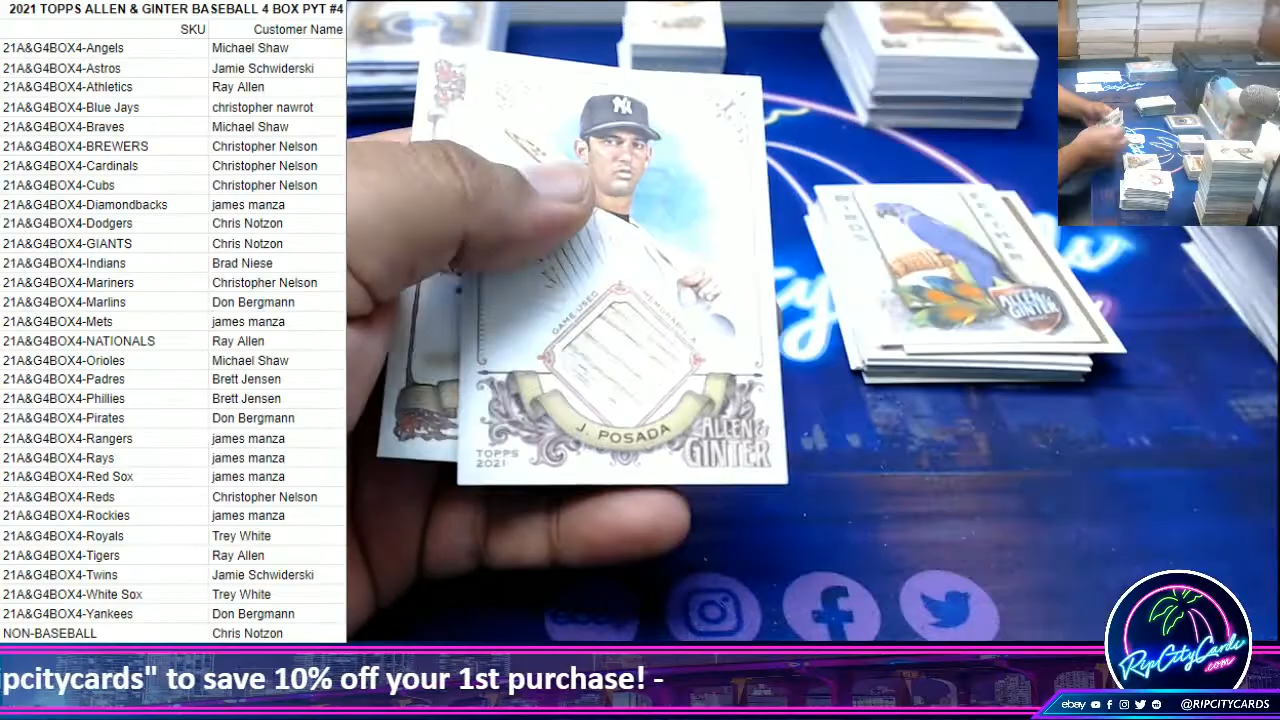 2021 TOPPS ALLEN & GINTER BASEBALL 4 BOX PYT #4
SKU Customer Name
21A&G4BOX4-Angels Michael Shaw
21A&G4BOX4-Astros Jamie Schwiderski
21A&G4BOX4-Athletics Ray Allen
21A&G4BOX4-Blue Jays christopher nawrot
21A&G4BOX4-Braves Michael Shaw
21A&G4BOX4-BREWERS Christopher Nelson
21A&G4BOX4-Cardinals Christopher Nelson
21A&G4BOX4-Cubs Christopher Nelson
21A&G4BOX4-Diamondbacks james manza
21A&G4BOX4-Dodgers Chris Notzon
21A&G4BOX4-GIANTS Chris Notzon
21A&G4BOX4-Indians Brad Niese
21A&G4BOX4-Mariners Christopher Nelson
21A&G4BOX4-Marlins Don Bergmann
21A&G4BOX4-Mets james manza
21A&G4BOX4-NATIONALS Ray Allen
21A&G4BOX4-Orioles Michael Shaw
21A&G4BOX4-Padres Brett Jensen
21A&G4BOX4-Phillies Brett Jensen
21A&G4BOX4-Pirates Don Bergmann
21A&G4BOX4-Rangers james manza
21A&G4BOX4-Rays james manza
21A&G4BOX4-Red Sox james manza
21A&G4BOX4-Reds Christopher Nelson
21A&G4BOX4-Rockies james manza
21A&G4BOX4-Royals Trey White
21A&G4BOX4-Tigers Ray Allen
21A&G4BOX4-Twins Jamie Schwiderski
21A&G4BOX4-White Sox Trey White
21A&G4BOX4-Yankees Don Bergmann
NON-BASEBALL Chris Notzon
NY
GAME USED MEMORABILIA
J. POSADA
ALLEN & GINTER
TOPPS 2021
ALLEN & GINTER
pcitycards" to save 10% off your 1st purchase! -
RipCityCards .com
ebay @RIPCITYCARDS